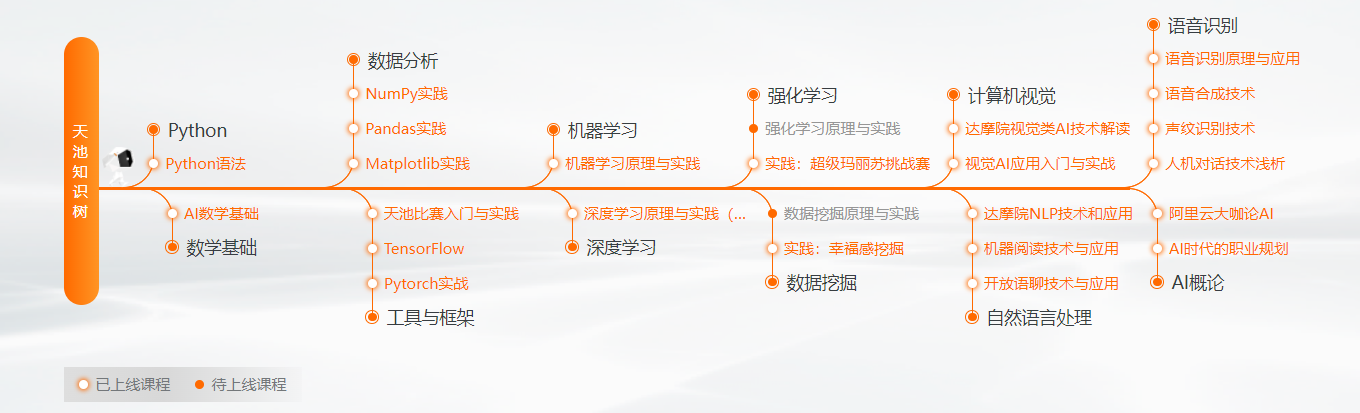 天池知识树
Python
Python语法
AI数学基础
数学基础
数据分析
NumPy实践
Pandas实践
Matplotlib实践
天池比赛入门与实践
TensorFlow
Pytorch实战
工具与框架
机器学习
机器学习原理与实践
深度学习原理与实践（...
深度学习
强化学习
强化学习原理与实践
实践：超级玛丽苏挑战赛
数据挖掘原理与实践
实践：幸福感挖掘
数据挖掘
计算机视觉
达摩院视觉类AI技术解读
视觉AI应用入门与实战
达摩院NLP技术和应用
机器阅读技术与应用
开放语聊技术与应用
自然语言处理
语音识别
语音识别原理与应用
语音合成技术
声纹识别技术
人机对话技术浅析
阿里云大咖论AI
AI时代的职业规划
AI概论
已上线课程
待上线课程